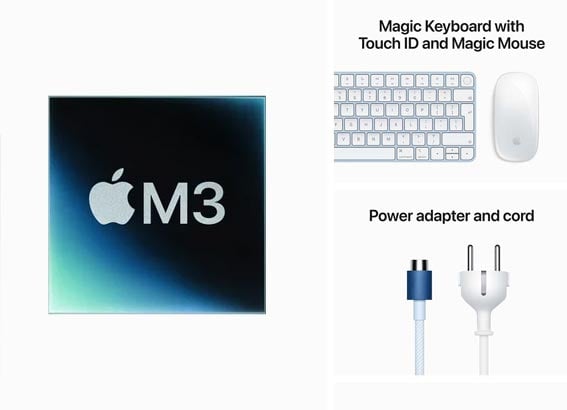 M3
Magic Keyboard with
Touch ID and Magic Mouse
Power adapter and cord